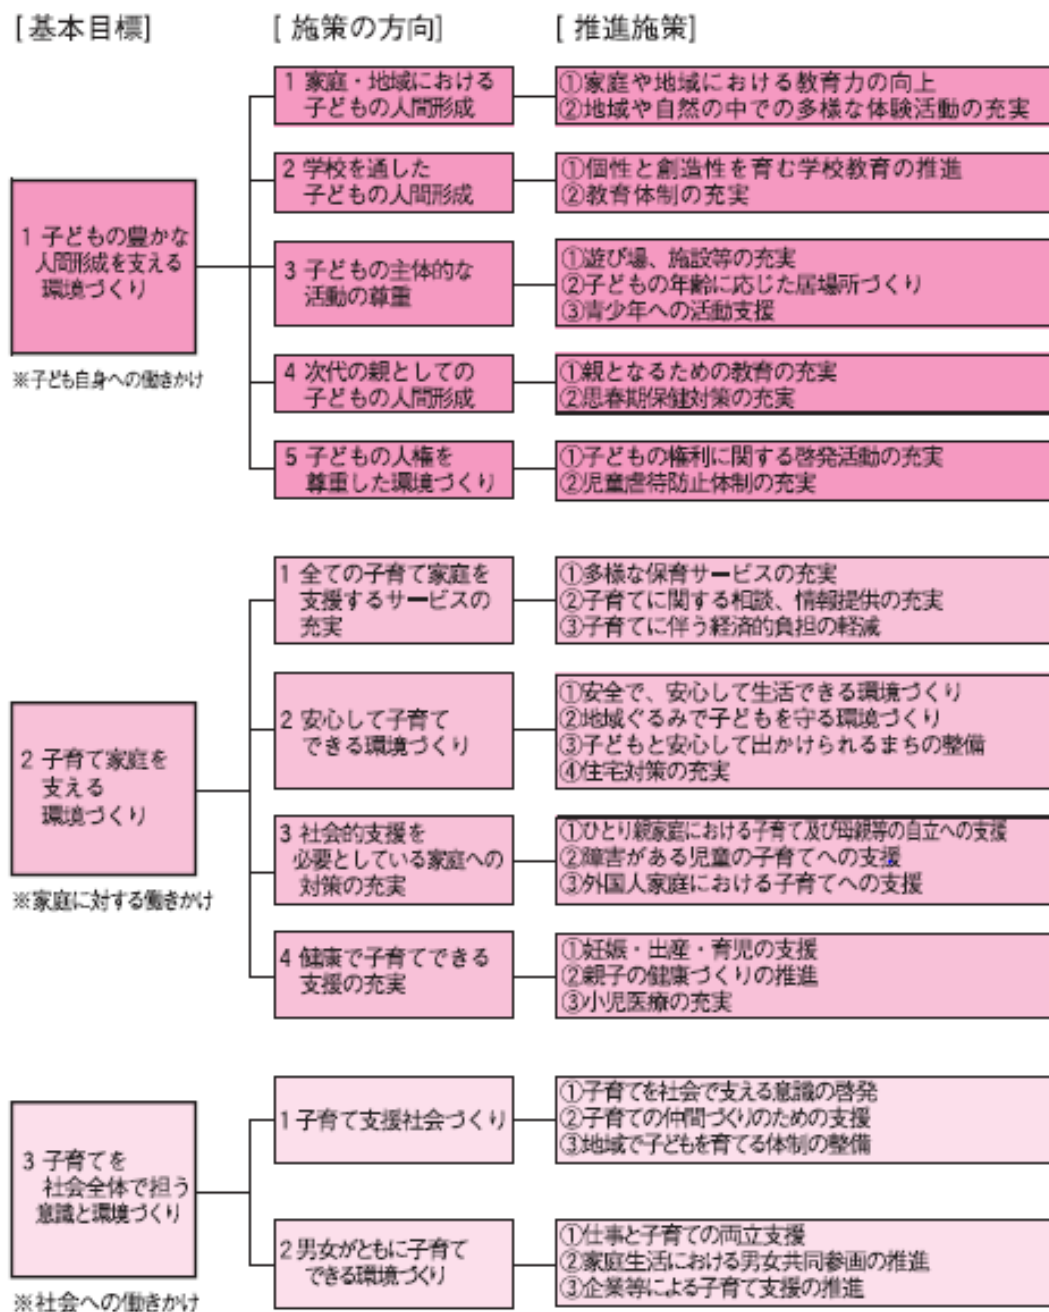 [基本目標]
[施策の方向]
[推進施策]
1 子どもの豊かな
人間形成を支える
環境づくり
※子ども自身への働きかけ
1 家庭・地域における
子どもの人間形成
①家庭や地域における教育力の向上
②地域や自然の中での多様な体験活動の充実
2 学校を通した
子どもの人間形成
①個性と創造性を育む学校教育の推進
②教育体制の充実
3 子どもの主体的な
活動の尊重
①遊び場、施設等の充実
②子どもの年齢に応じた居場所づくり
③青少年への活動支援
4 次代の親としての
子どもの人間形成
①親となるための教育の充実
②思春期保健対策の充実
5 子どもの人権を
尊重した環境づくり
①子どもの権利に関する啓発活動の充実
②児童虐待防止体制の充実
2 子育て家庭を
支える
環境づくり
※家庭に対する働きかけ
1 全ての子育て家庭を
支援するサービスの
充実
①多様な保育サービスの充実
②子育てに関する相談、情報提供の充実
③子育てに伴う経済的負担の軽減
2 安心して子育て
できる環境づくり
①安全で、安心して生活できる環境づくり
②地域ぐるみで子どもを守る環境づくり
③子どもと安心して出かけられるまちの整備
④住宅対策の充実
3 社会的支援を
必要としている家庭への
対策の充実
①ひとり親家庭における子育て及び母親等の自立への支援
②障害がある児童の子育てへの支援
③外国人家庭における子育てへの支援
4 健康で子育てできる
支援の充実
①妊娠・出産・育児の支援
②親子の健康づくりの推進
③小児医療の充実
3 子育てを
社会全体で担う
意識と環境づくり
※社会への働きかけ
1 子育て支援社会づくり
①子育てを社会で支える意識の啓発
②子育ての仲間づくりのための支援
③地域で子どもを育てる体制の整備
2 男女がともに子育て
できる環境づくり
①仕事と子育ての両立支援
②家庭生活における男女共同参画の推進
③企業等による子育て支援の推進